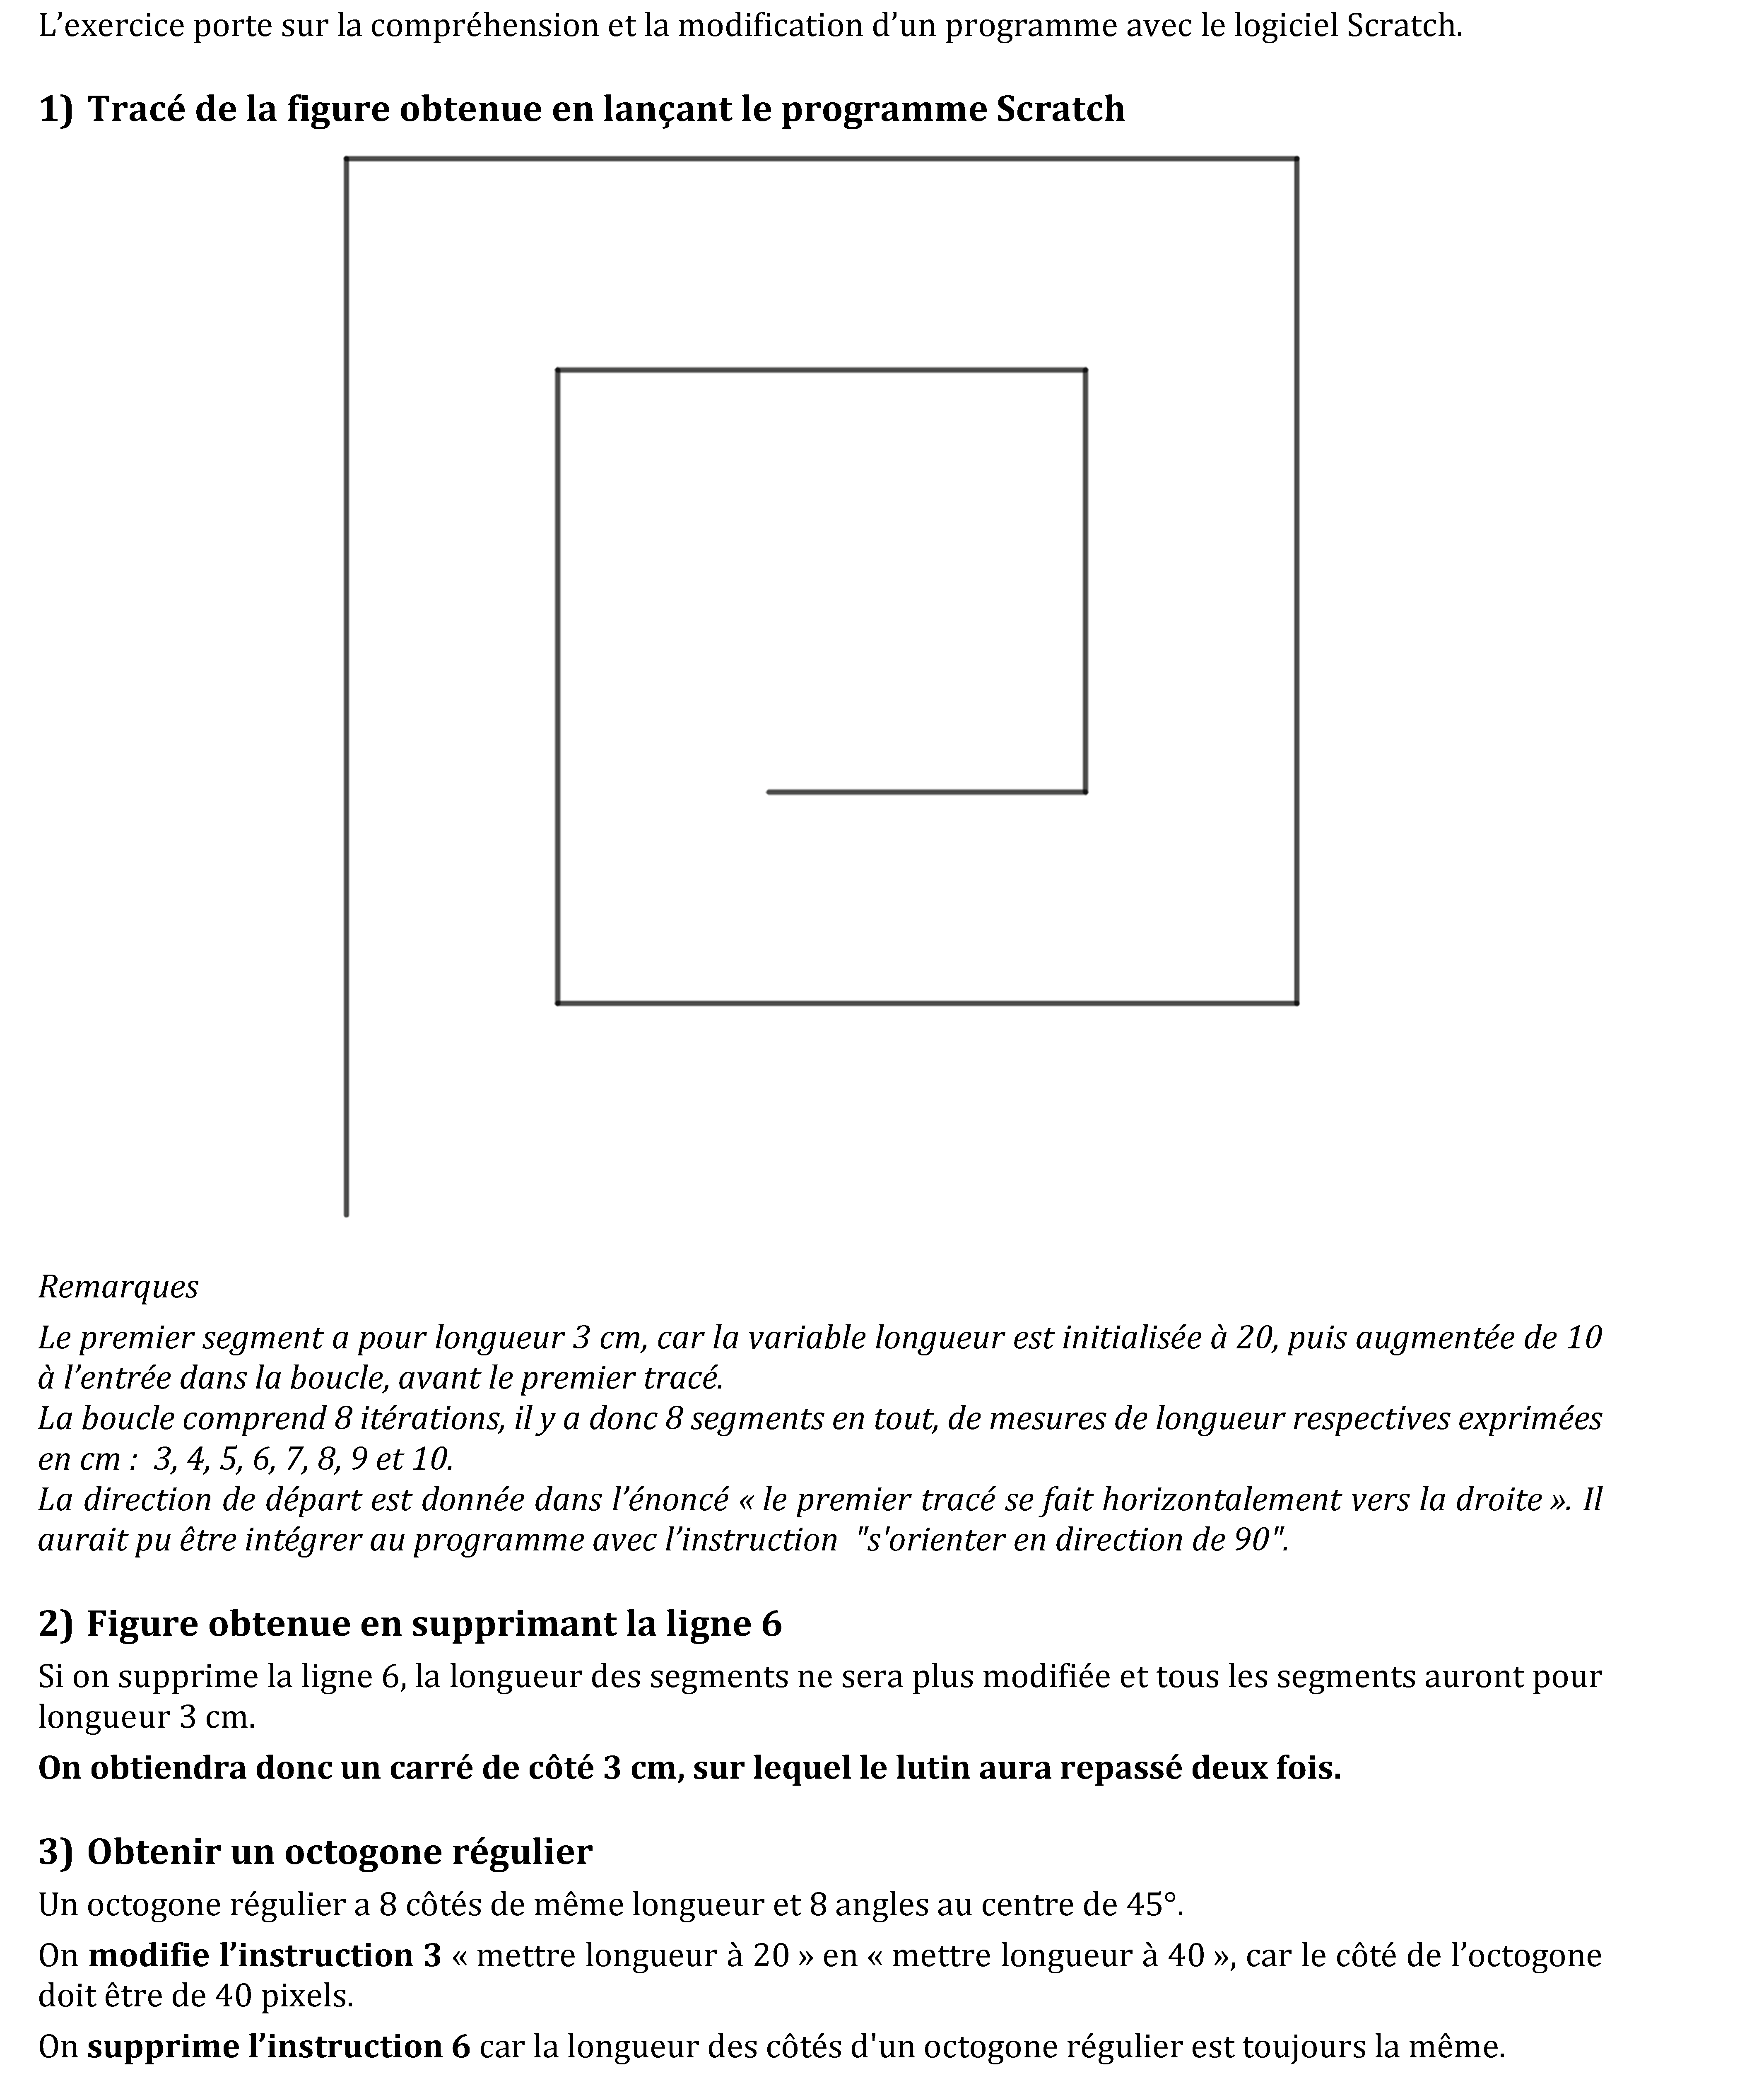 L’exercice porte sur la compréhension et la modification d’un programme avec le logiciel Scratch.
1) Tracé de la figure obtenue en lançant le programme Scratch
Remarques
Le premier segment a pour longueur 3 cm, car la variable longueur est initialisée à 20, puis augmentée de 10
à l’entrée dans la boucle, avant le premier tracé.
La boucle comprend 8 itérations, il y a donc 8 segments en tout, de mesures de longueur respectives exprimées
en cm : 3, 4, 5, 6, 7, 8, 9 et 10.
La direction de départ est donnée dans l’énoncé « le premier tracé se fait horizontalement vers la droite ». Il
aurait pu être intégrer au programme avec l’instruction "s'orienter en direction de 90".
2) Figure obtenue en supprimant la ligne 6
Si on supprime la ligne 6, la longueur des segments ne sera plus modifiée et tous les segments auront pour
longueur 3 cm.
On obtiendra donc un carré de côté 3 cm, sur lequel le lutin aura repassé deux fois.
3) Obtenir un octogone régulier
Un octogone régulier a 8 côtés de même longueur et 8 angles au centre de 45°.
On modifie l’instruction 3 « mettre longueur à 20 » en « mettre longueur à 40 », car le côté de l’octogone
doit être de 40 pixels.
On supprime l’instruction 6 car la longueur des côtés d'un octogone régulier est toujours la même.